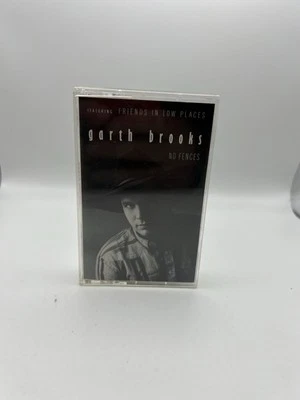 FEATURING FRIENDS IN LOW PLACES
garth brooks
NO FENCES